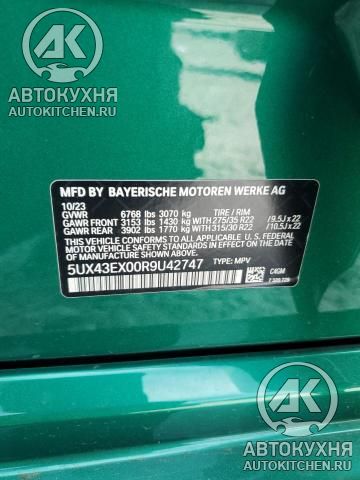 АК
АВТОКУХНЯ
AUTOKITCHEN.RU
MFD BY BAYERISCHE MOTOREN WERKE AG
10/23 TIRE / RIM
GVWR 6768 lbs 3070 kg
GAWR FRONT 3153 lbs 1430 kg WITH 275/35 R22 /9.5J x 22
GAWR REAR 3902 lbs 1770 kg WITH 315/30 R22 /10.5J x 22
THIS VEHICLE CONFORMS TO ALL APPLICABLE
U.S. FEDERAL MOTOR VEHICLE SAFETY STANDARDS
IN EFFECT ON THE DATE OF
MANUFACTURE SHOWN ABOVE.
5UX43EX00R9U42747 TYPE: MPV
C4GM
АК
АВТОКУХНЯ
AUTOKITCHEN.RU